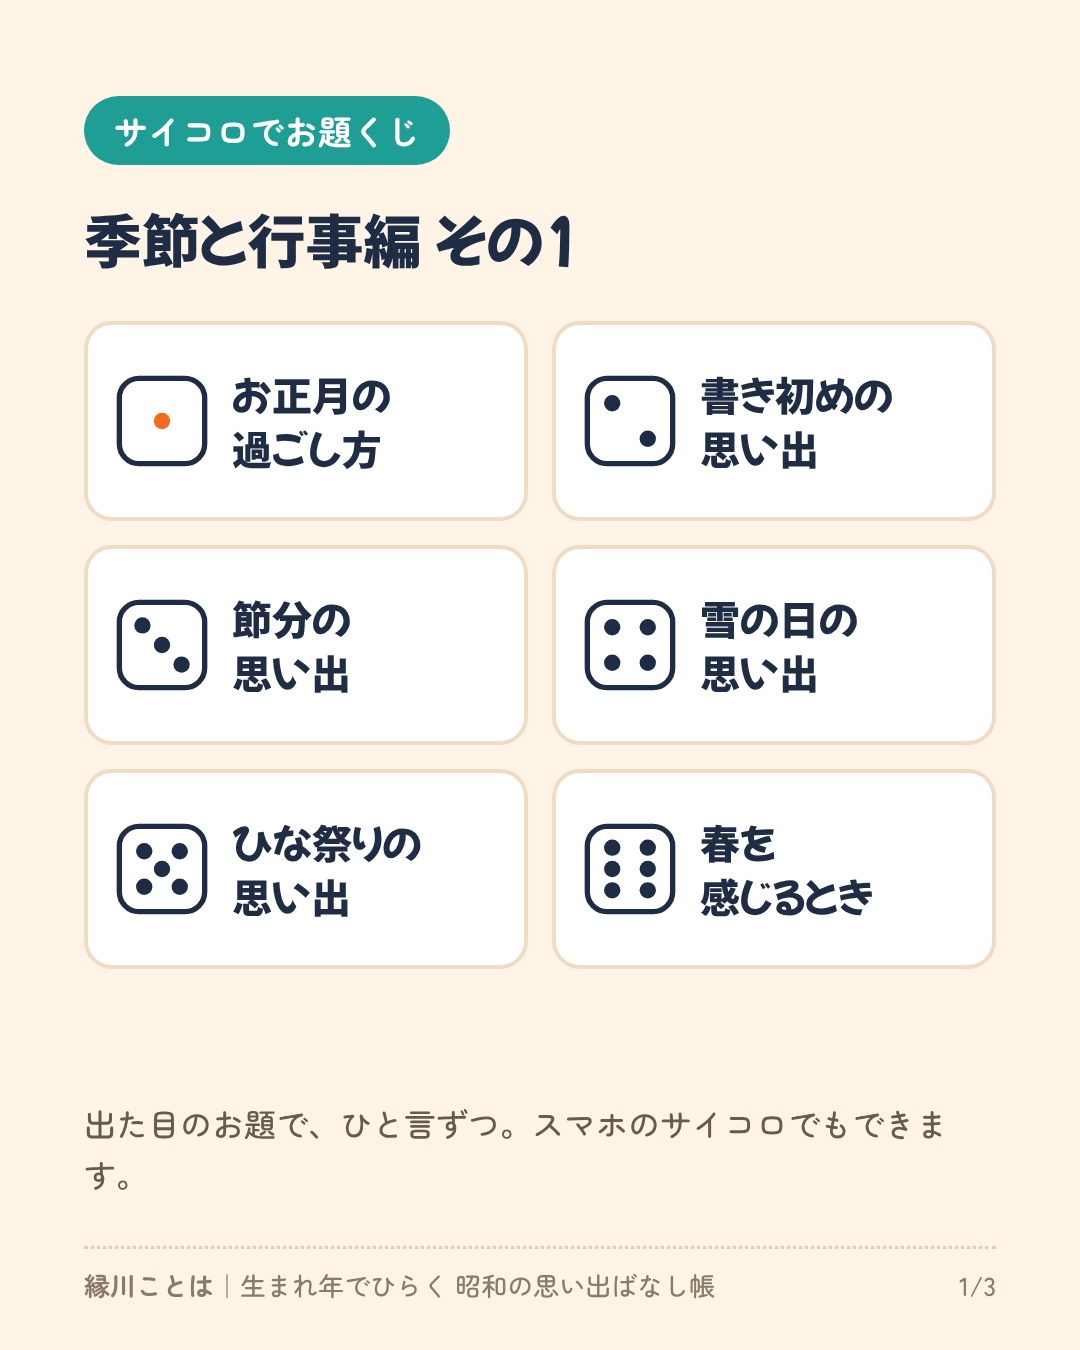 サイコロでお題くじ
季節と行事編 その1
お正月の
過ごし方
書き初めの
思い出
節分の
思い出
雪の日の
思い出
ひな祭りの
思い出
春を
感じるとき
出た目のお題で、ひと言ずつ。スマホのサイコロでもできま
す。
縁川ことは｜生まれ年でひらく 昭和の思い出ばなし帳
1/3